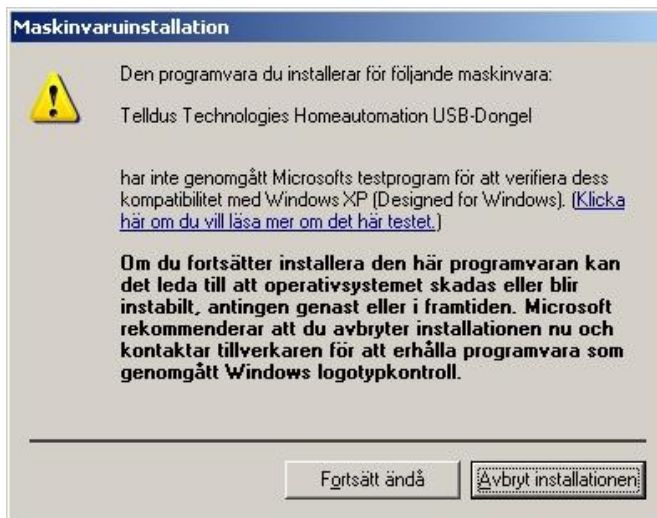 Maskinvaruinstallation
Den programvara du installerar för följande maskinvara:
Telldus Technologies Homeautomation USB-Dongel
har inte genomgått Microsofts testprogram för att verifiera dess
kompatibilitet med Windows XP (Designed for Windows). (Klicka
här om du vill läsa mer om det här testet.)
Om du fortsätter installera den här programvaran kan
det leda till att operativsystemet skadas eller blir
instabilt, antingen genast eller i framtiden. Microsoft
rekommenderar att du avbryter installationen nu och
kontaktar tillverkaren för att erhålla programvara som
genomgått Windows logotypkontroll.
Fortsätt ändå
Avbryt installationen